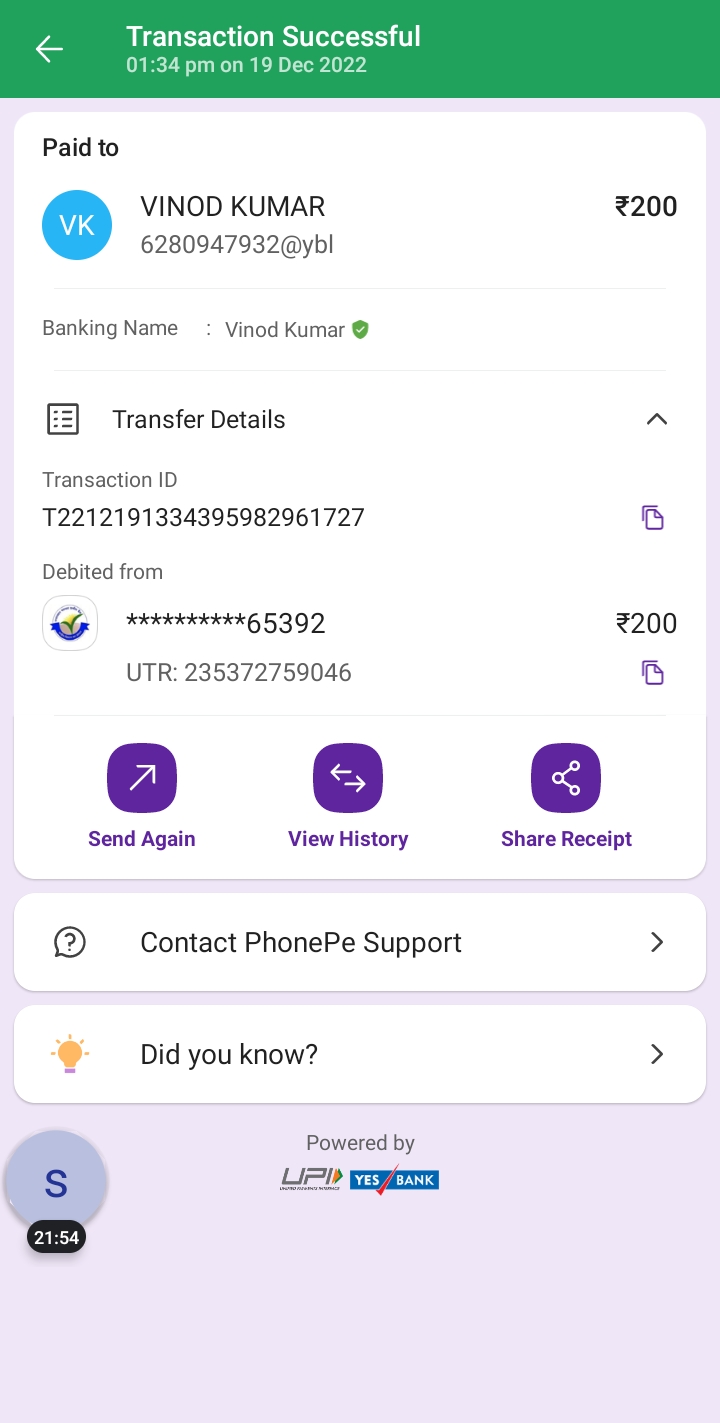 Transaction Successful
01:34 pm on 19 Dec 2022
Paid to
VK
VINOD KUMAR
₹200
6280947932@ybl
Banking Name : Vinod Kumar
Transfer Details
Transaction ID
T2212191334395982961727
Debited from
**********65392
₹200
UTR: 235372759046
Send Again
View History
Share Receipt
Contact PhonePe Support
Did you know?
Powered by
UPI
YES BANK
S
21:54